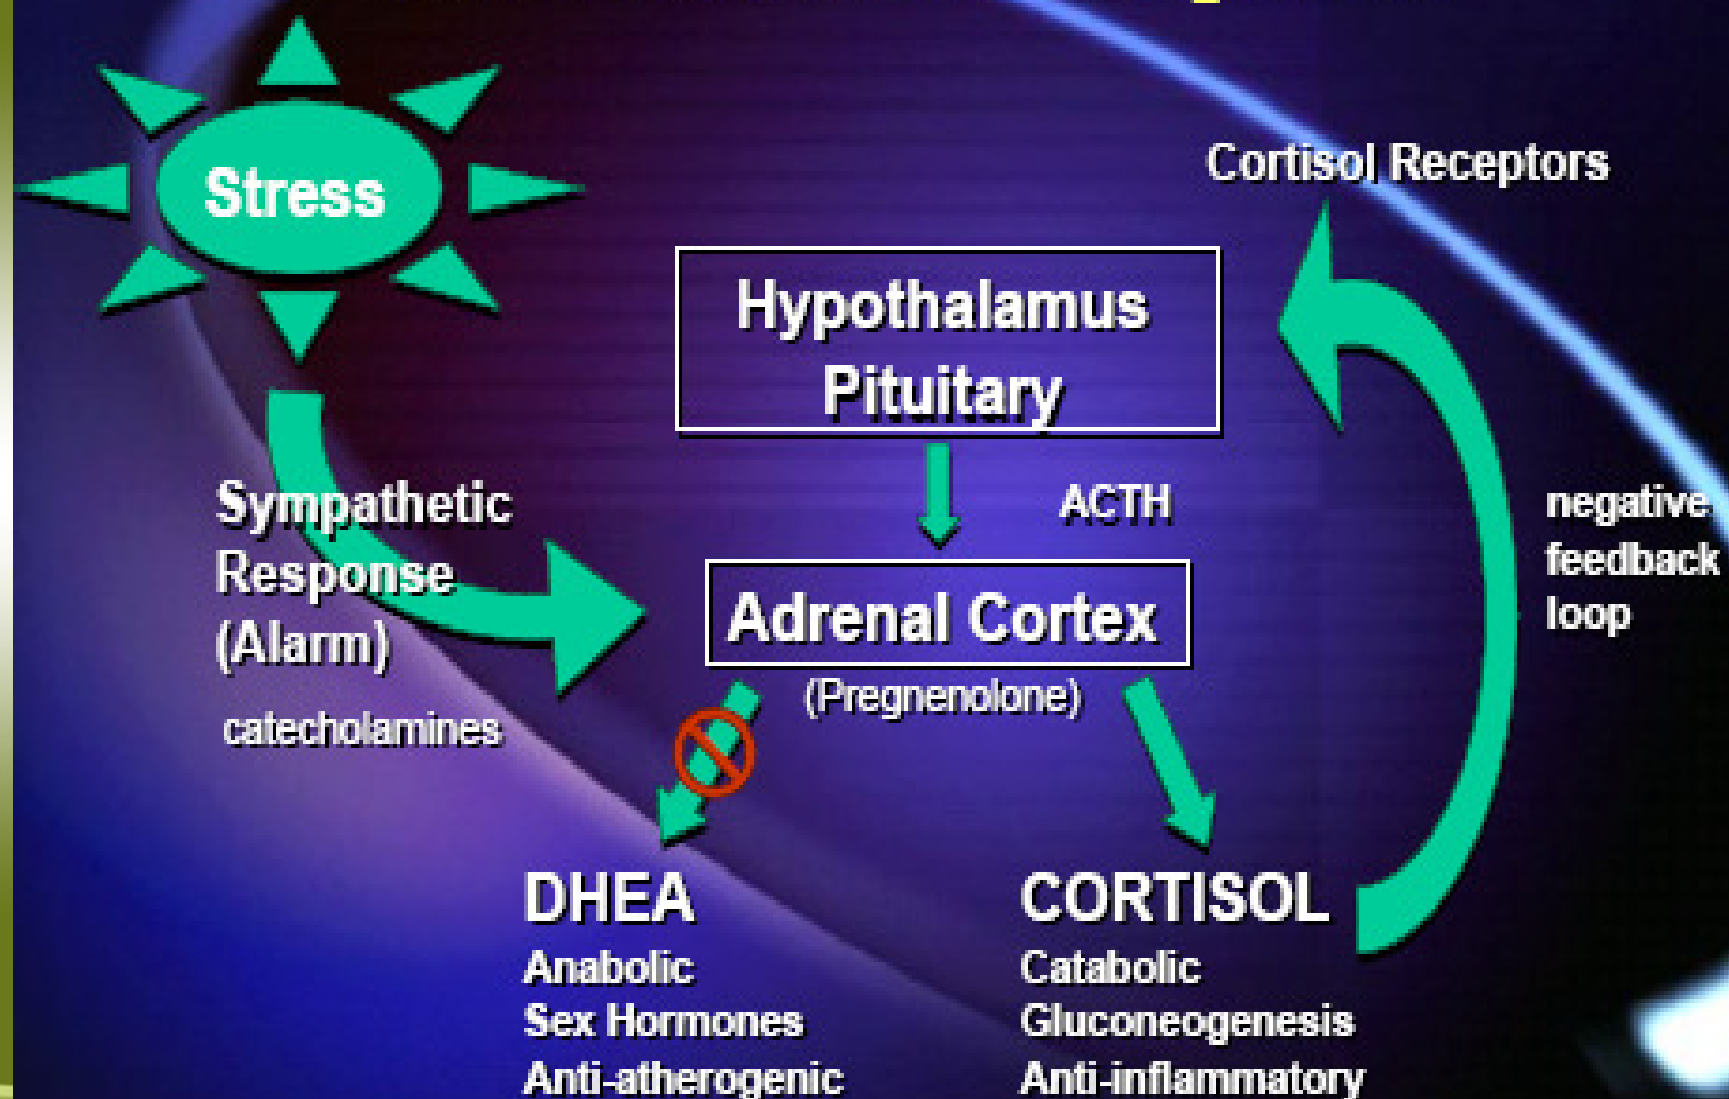 Stress
Cortisol Receptors
Hypothalamus
Pituitary
Sympathetic
Response
(Alarm)
catecholamines
ACTH
negative
feedback
loop
Adrenal Cortex
(Pregnenolone)
DHEA
Anabolic
Sex Hormones
Anti-atherogenic
CORTISOL
Catabolic
Gluconeogenesis
Anti-inflammatory